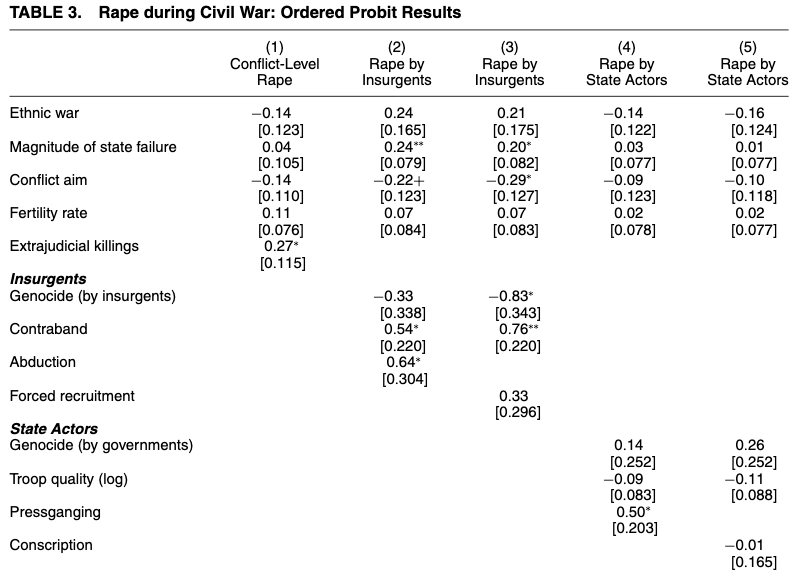 TABLE 3. Rape during Civil War: Ordered Probit Results
(1) (2) (3) (4) (5)
Conflict-Level Rape by Rape by Rape by Rape by
Rape Insurgents Insurgents State Actors State Actors
Ethnic war −0.14 0.24 0.21 −0.14 −0.16
[0.123] [0.165] [0.175] [0.122] [0.124]
Magnitude of state failure 0.04 0.24** 0.20* 0.03 0.01
[0.105] [0.079] [0.082] [0.077] [0.077]
Conflict aim −0.14 −0.22+ −0.29* −0.09 −0.10
[0.110] [0.123] [0.127] [0.123] [0.118]
Fertility rate 0.11 0.07 0.07 0.02 0.02
[0.076] [0.084] [0.083] [0.078] [0.077]
Extrajudicial killings 0.27*
[0.115]
Insurgents
Genocide (by insurgents) −0.33 −0.83*
[0.338] [0.343]
Contraband 0.54* 0.76**
[0.220] [0.220]
Abduction 0.64*
[0.304]
Forced recruitment 0.33
[0.296]
State Actors
Genocide (by governments) 0.14 0.26
[0.252] [0.252]
Troop quality (log) −0.09 −0.11
[0.083] [0.088]
Pressganging 0.50*
[0.203]
Conscription −0.01
[0.165]